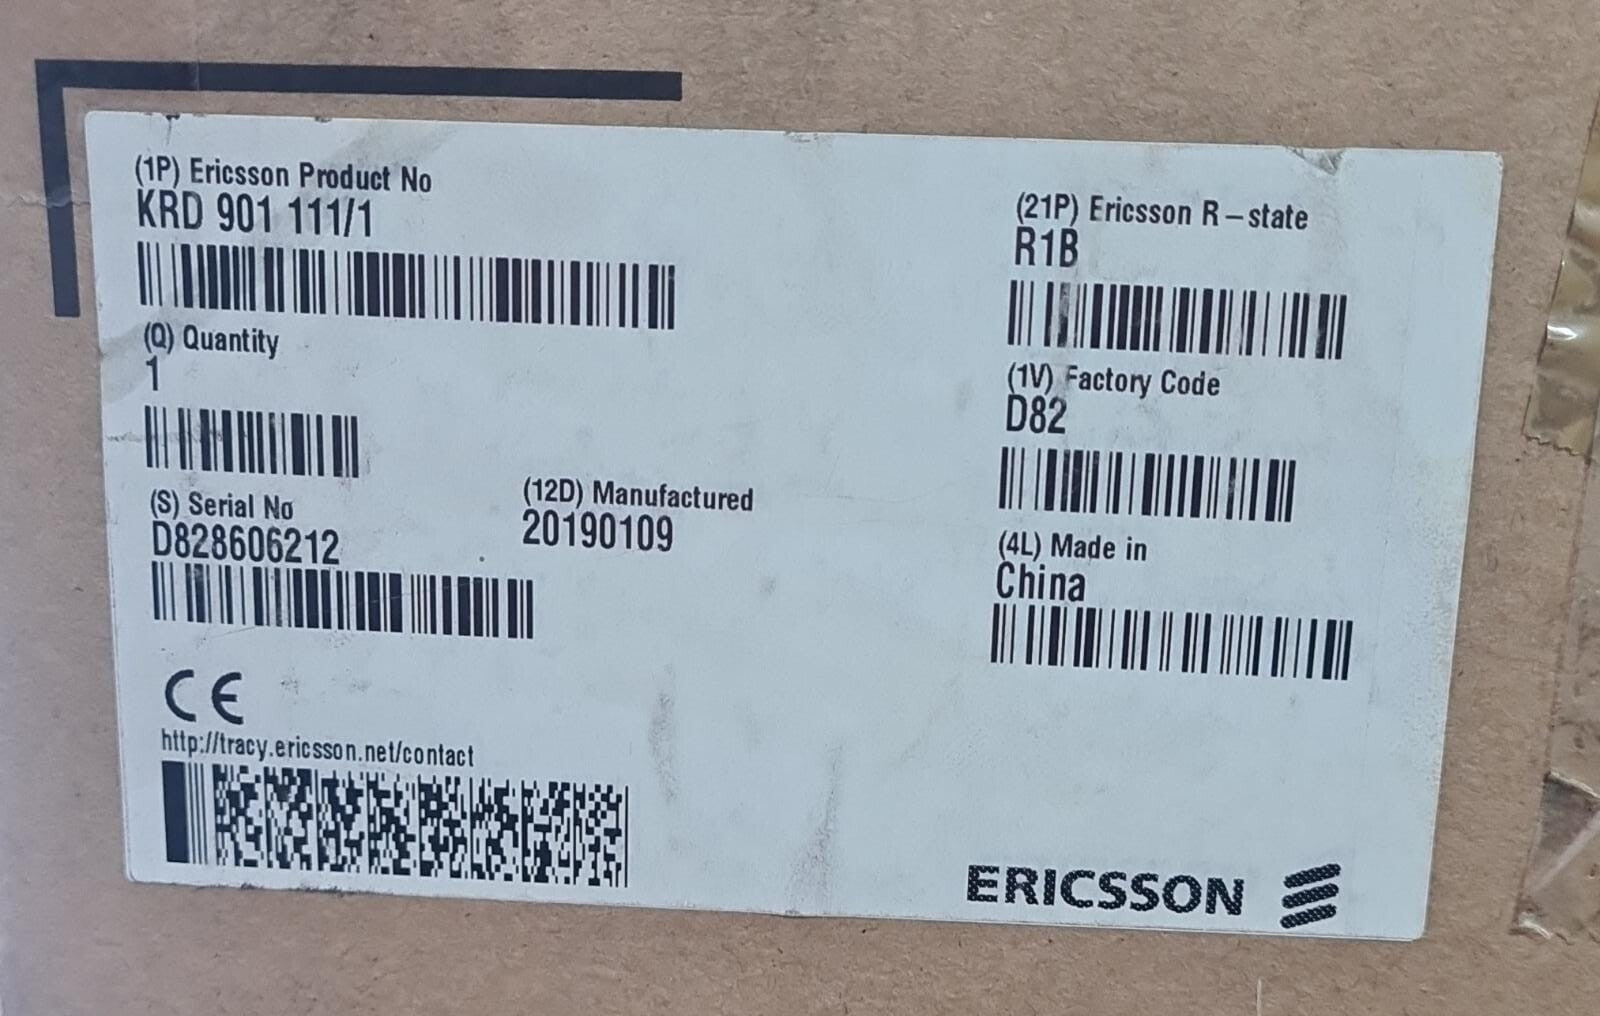 (1P) Ericsson Product No
KRD 901 111/1
(Q) Quantity
1
(S) Serial No
D828606212
(12D) Manufactured
20190109
(21P) Ericsson R-state
R1B
(1V) Factory Code
D82
(4L) Made in
China
CE
http://tracy.ericsson.net/contact
ERICSSON